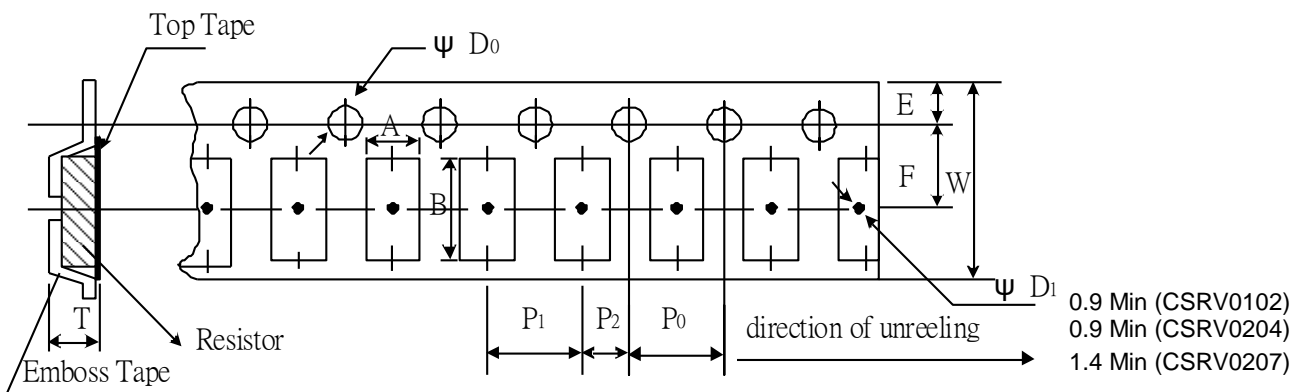 Top Tape
Ψ D0
E
A
F
W
B
Ψ D1
0.9 Min (CSRV0102)
T
P1
P2
P0
0.9 Min (CSRV0204)
direction of unreeling
Resistor
1.4 Min (CSRV0207)
Emboss Tape